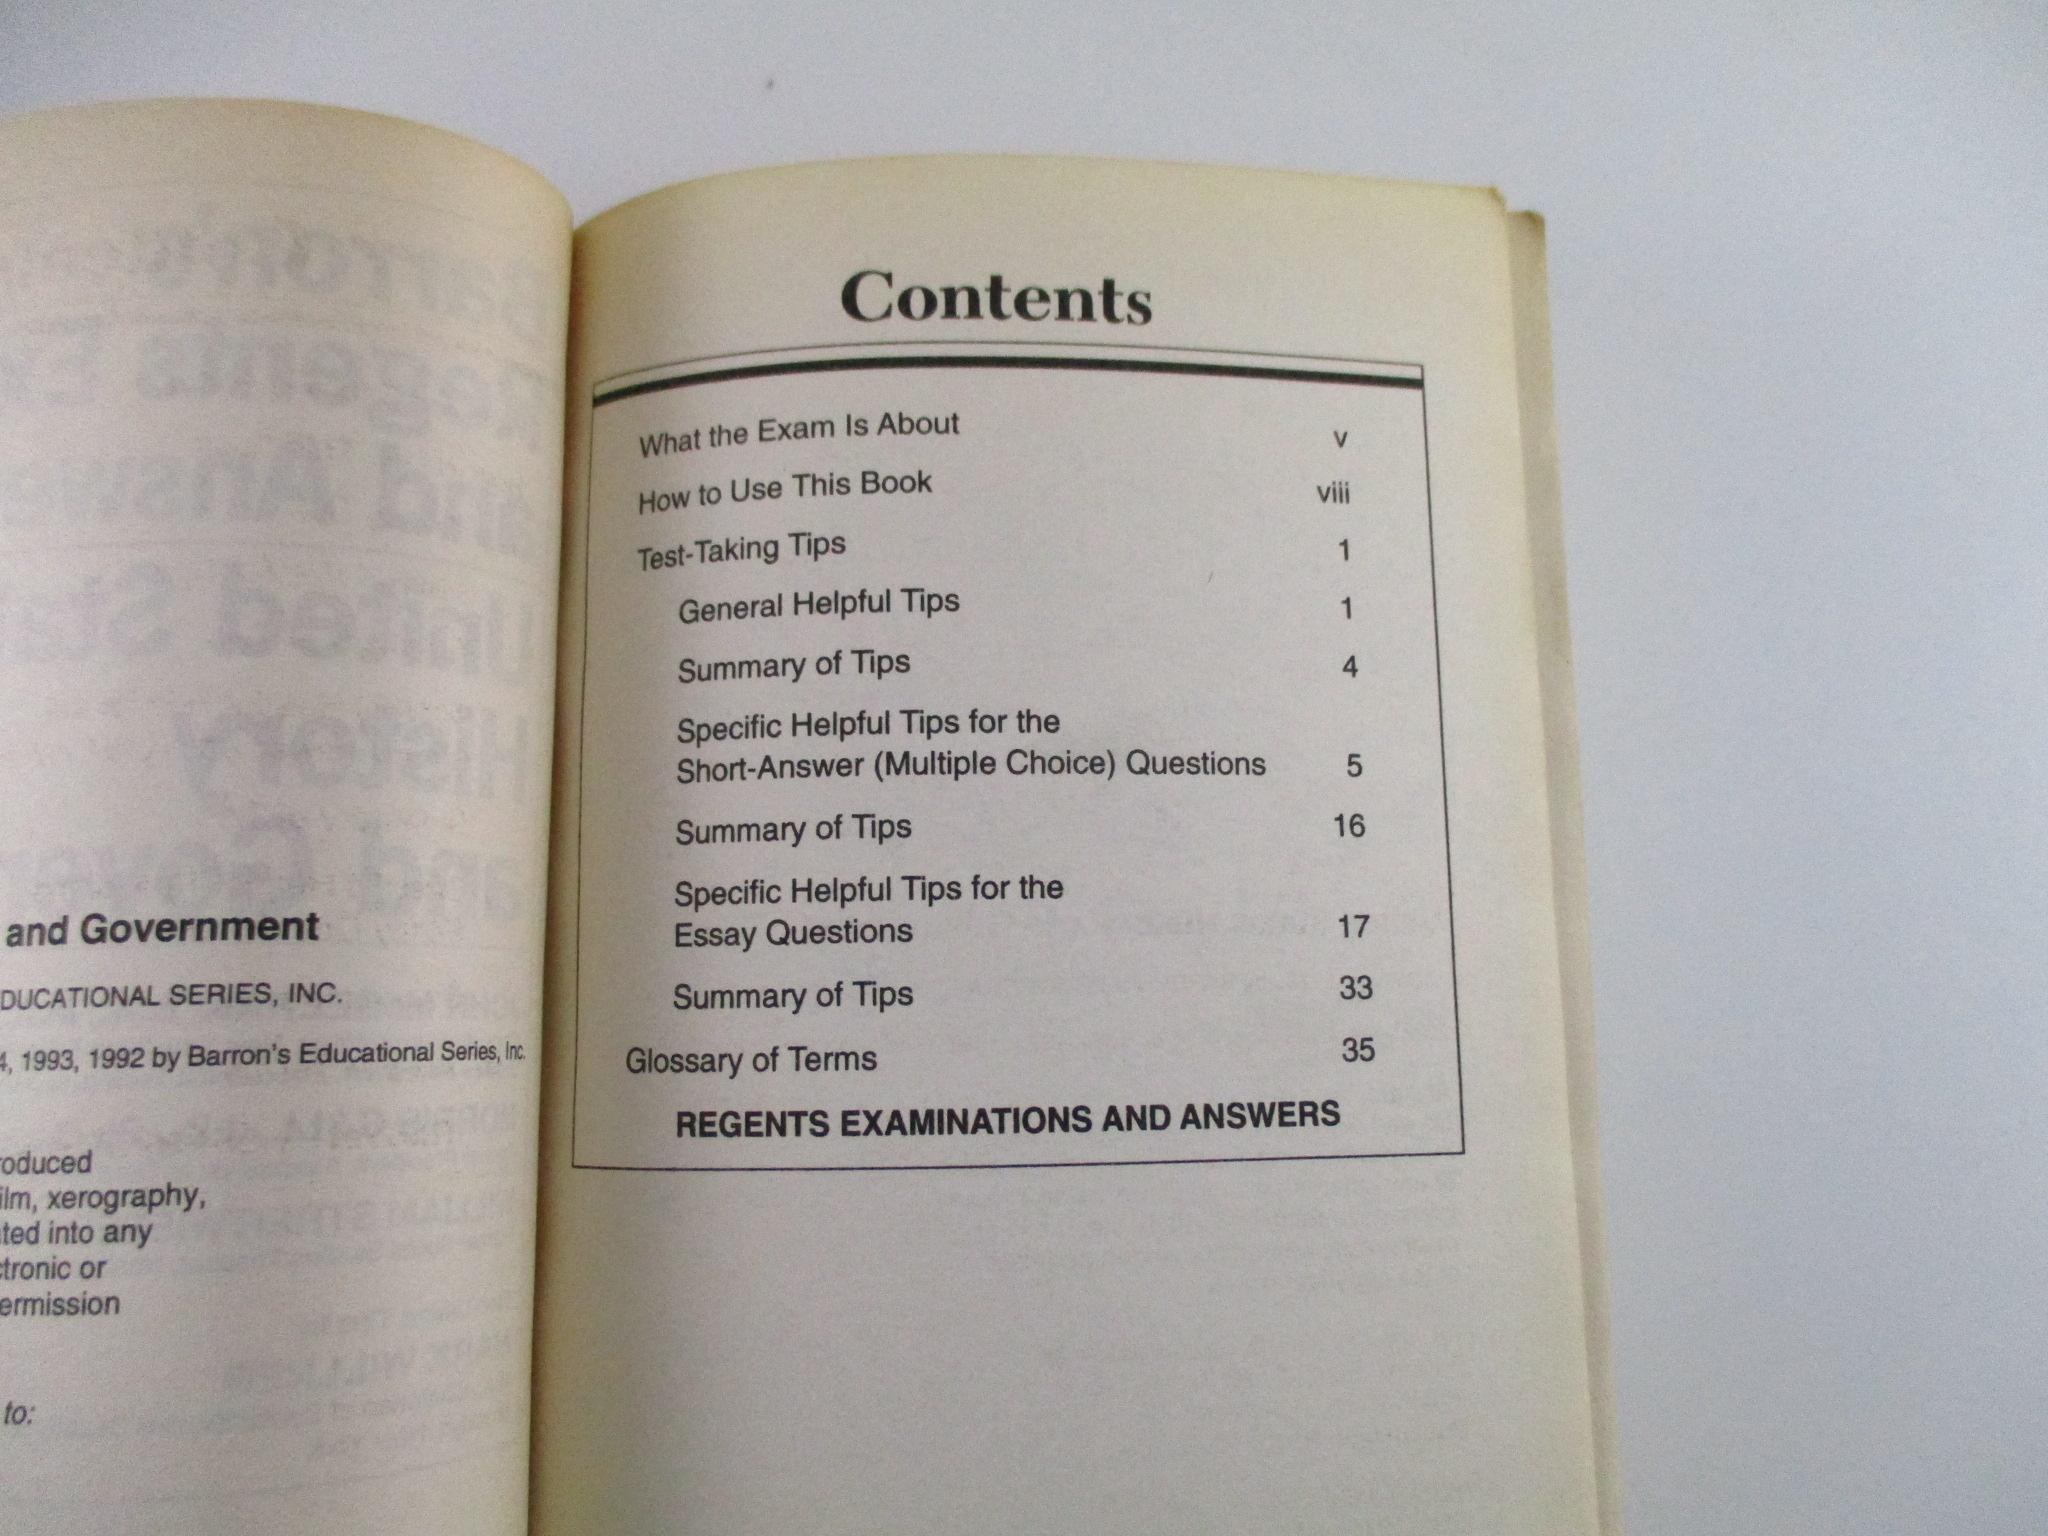 and Government
DUCATIONAL SERIES, INC.
4, 1993, 1992 by Barron's Educational Series, Inc.
roduced
ilm, xerography,
ted into any
tronic or
ermission
to:
Contents
What the Exam Is About v
How to Use This Book viii
Test-Taking Tips 1
General Helpful Tips 1
Summary of Tips 4
Specific Helpful Tips for the
Short-Answer (Multiple Choice) Questions 5
Summary of Tips 16
Specific Helpful Tips for the
Essay Questions 17
Summary of Tips 33
Glossary of Terms 35
REGENTS EXAMINATIONS AND ANSWERS